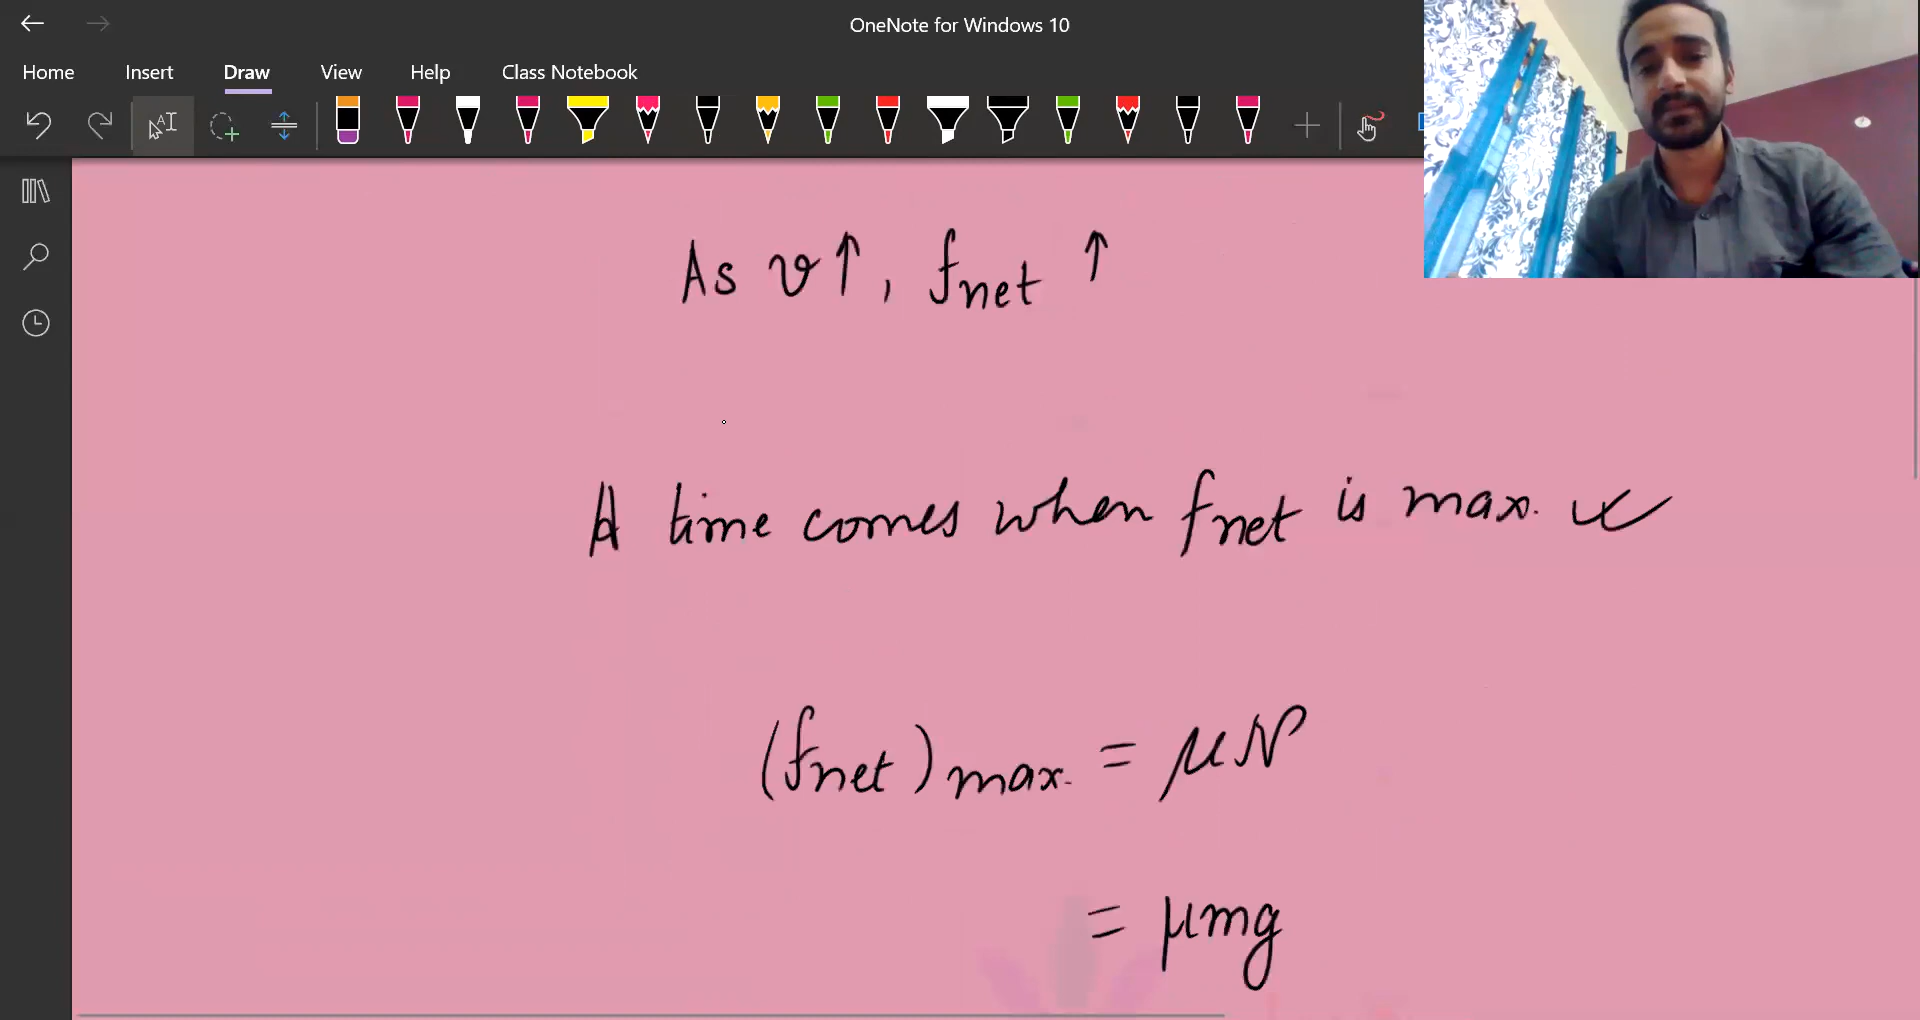 OneNote for Windows 10
Home Insert Draw View Help Class Notebook
As v↑, fnet ↑
A time comes when fnet is max.
(fnet)max. = μN
= μmg